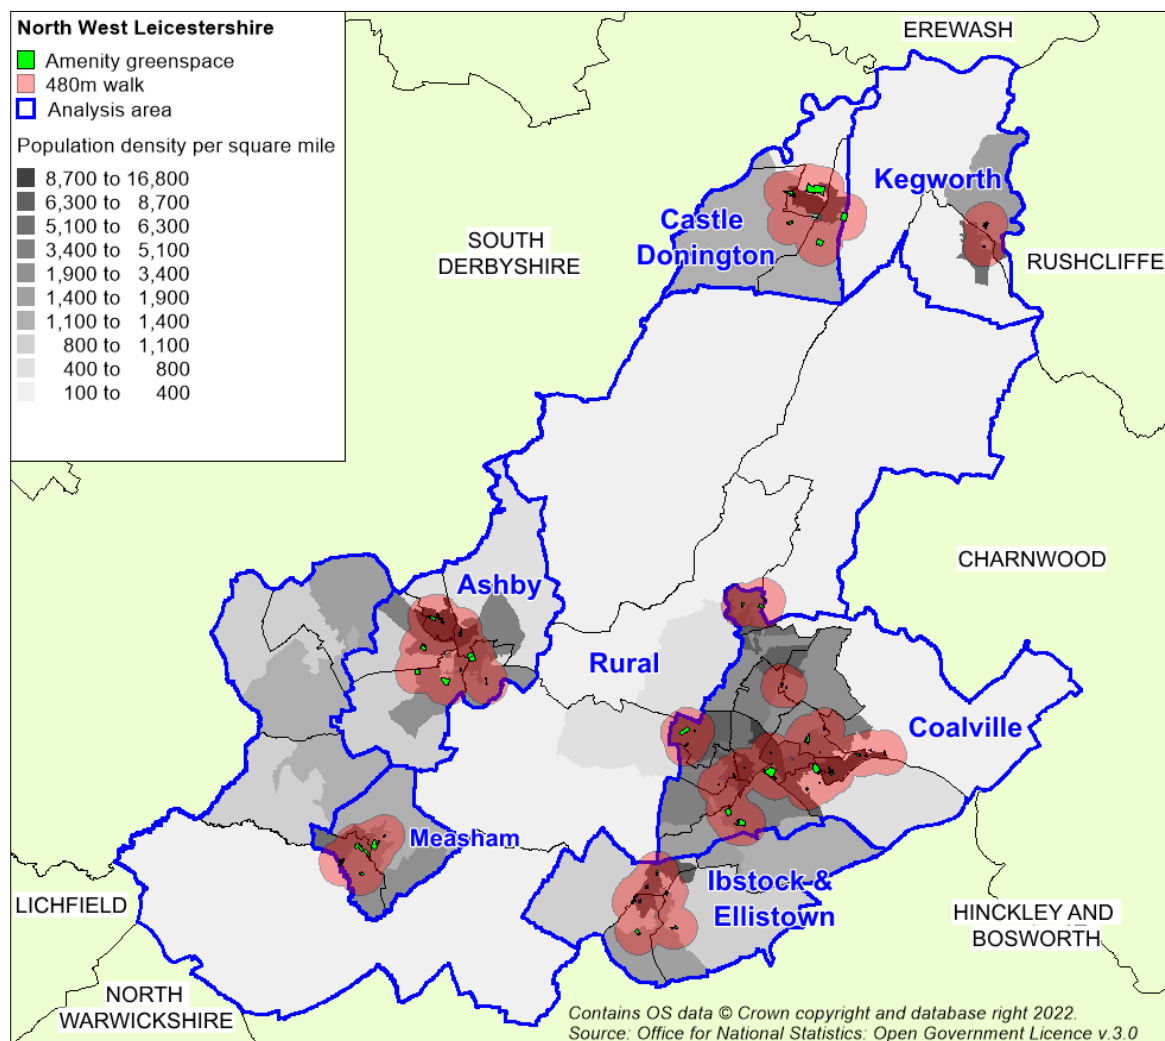 North West Leicestershire
Amenity greenspace
480m walk
Analysis area
Population density per square mile
8,700 to 16,800
6,300 to 8,700
5,100 to 6,300
3,400 to 5,100
1,900 to 3,400
1,400 to 1,900
1,100 to 1,400
800 to 1,100
400 to 800
100 to 400
EREWASH
Kegworth
Castle
Donington
SOUTH
DERBYSHIRE
RUSHCLIFFE
CHARNWOOD
Ashby
Rural
Coalville
Measham
Ibstock &
Ellistown
LICHFIELD
HINCKLEY AND
BOSWORTH
NORTH
WARWICKSHIRE
Contains OS data © Crown copyright and database right 2022.
Source: Office for National Statistics: Open Government Licence v.3.0